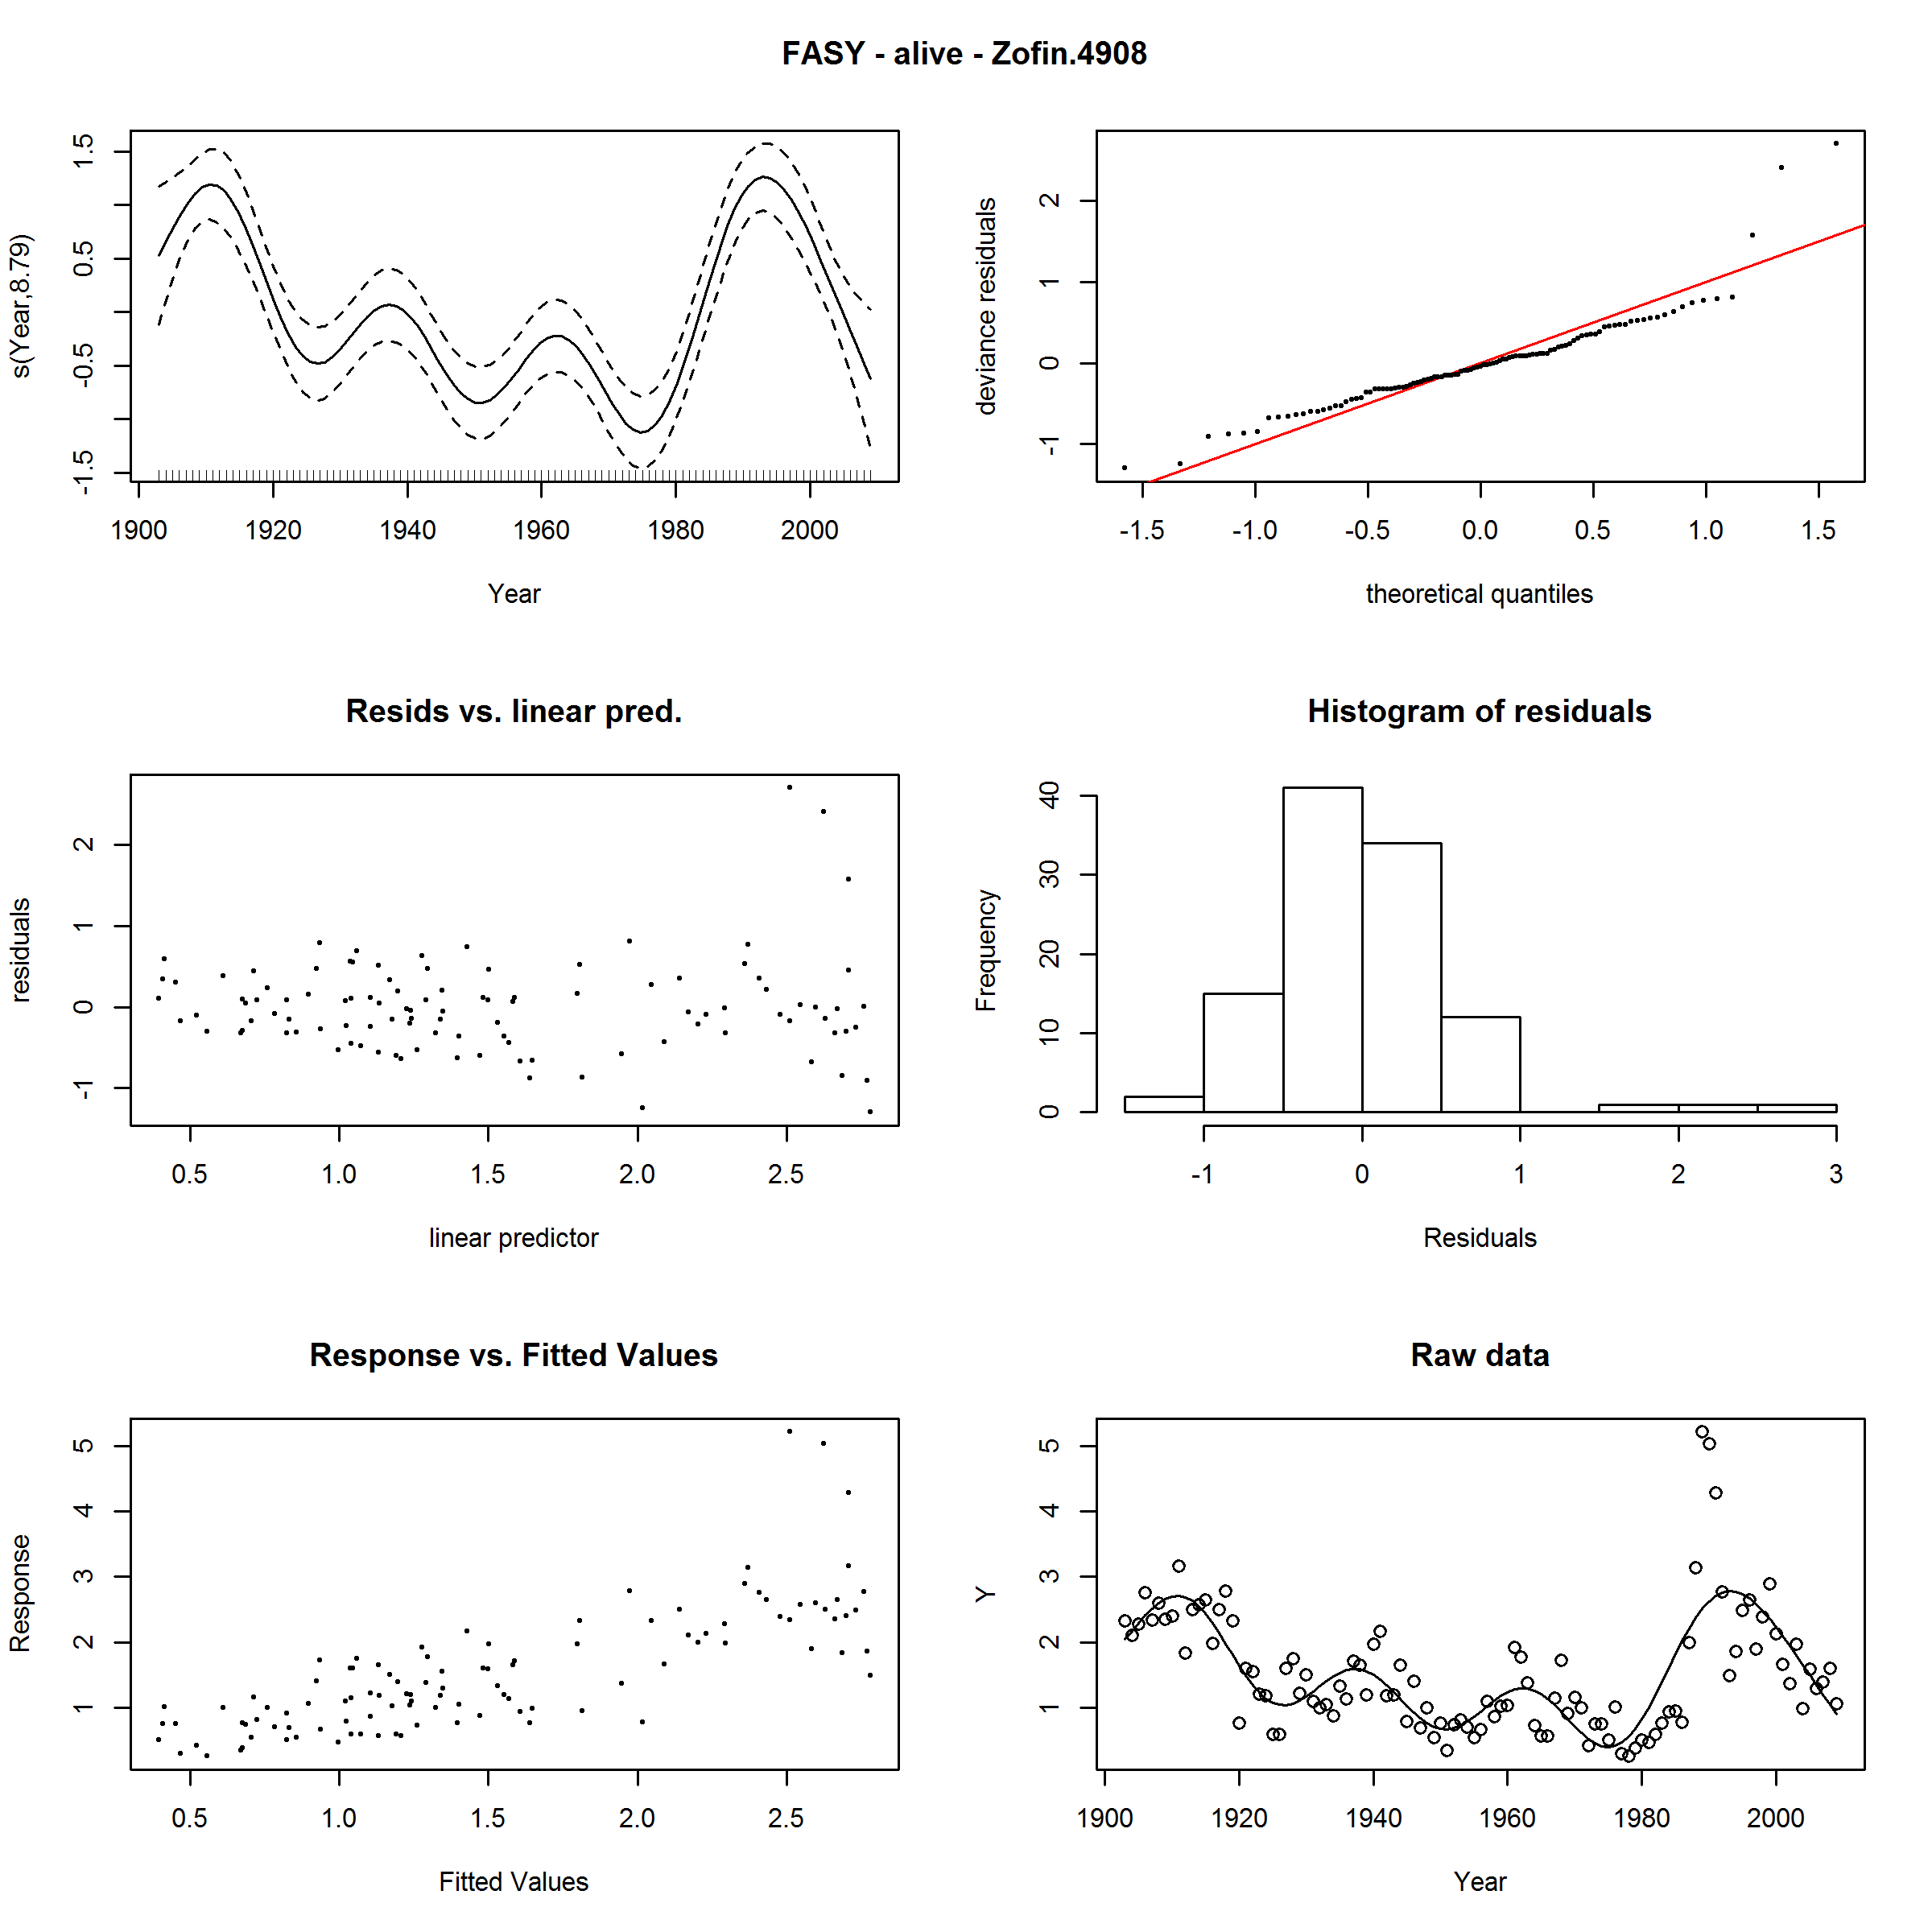 FASY - alive - Zofin.4908
s(Year,8.79)
-1.5 -0.5 0.5 1.5
1900 1920 1940 1960 1980 2000
Year
deviance residuals
-1 0 1 2
-1.5 -1.0 -0.5 0.0 0.5 1.0 1.5
theoretical quantiles
Resids vs. linear pred.
residuals
-1 0 1 2
0.5 1.0 1.5 2.0 2.5
linear predictor
Histogram of residuals
Frequency
0 10 20 30 40
-1 0 1 2 3
Residuals
Response vs. Fitted Values
Response
1 2 3 4 5
0.5 1.0 1.5 2.0 2.5
Fitted Values
Raw data
Y
1 2 3 4 5
1900 1920 1940 1960 1980 2000
Year